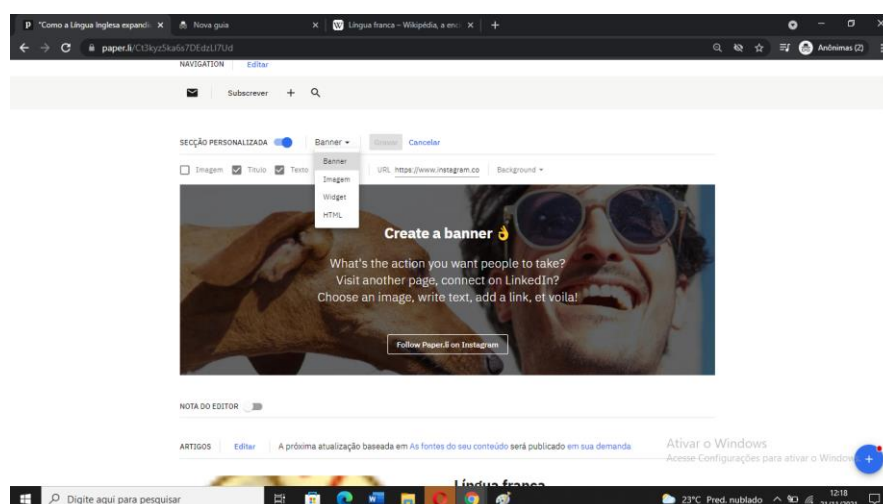 "Como a Língua Inglesa expandi
Nova guia
Língua franca – Wikipédia, a enc
paper.li/Ct3kyz5ka6s7DEdzLI7Ud
Anônimas (2)
NAVIGATION Editar
Subscrever + 
SECÇÃO PERSONALIZADA Banner Cancelar
Imagem Título Texto URL https://www.instagram.co Background
Banner
Imagem
Widget
HTML
Create a banner 👌
What's the action you want people to take?
Visit another page, connect on LinkedIn?
Choose an image, write text, add a link, et voila!
Follow Paper.li on Instagram
NOTA DO EDITOR
ARTIGOS Editar A próxima atualização baseada em As fontes do seu conteúdo será publicado em sua demanda.
Ativar o Windows
Acesse Configurações para ativar o Windows
Língua franca
Digite aqui para pesquisar
23°C Pred. nublado
12:18
21/11/2021